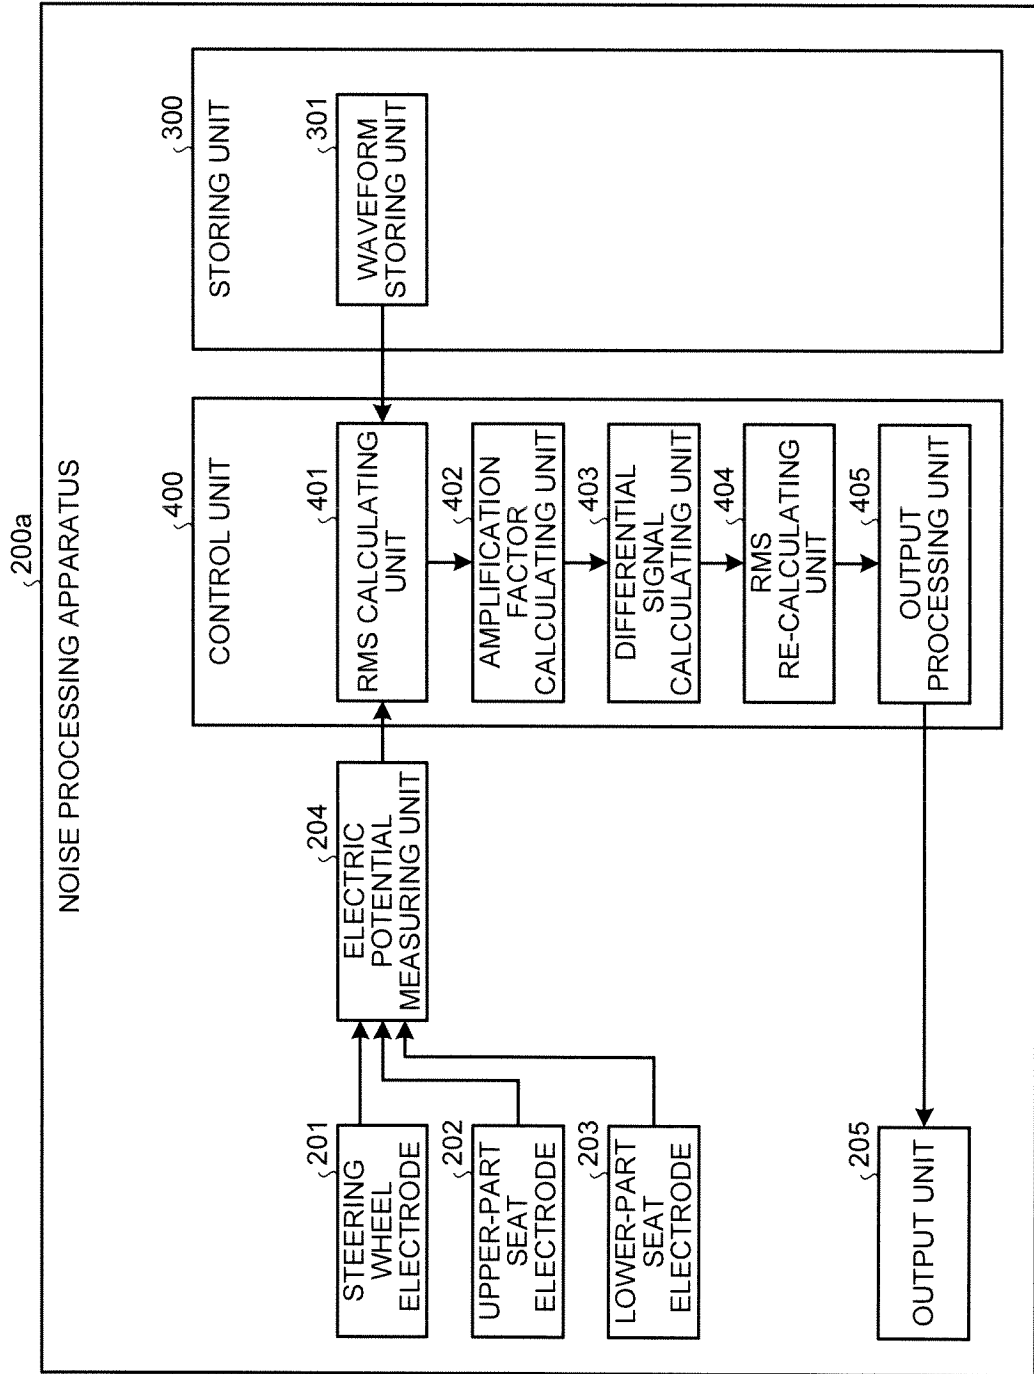 200a
NOISE PROCESSING APPARATUS
201
STEERING
WHEEL
ELECTRODE
202
UPPER-PART
SEAT
ELECTRODE
203
LOWER-PART
SEAT
ELECTRODE
204
ELECTRIC
POTENTIAL
MEASURING UNIT
205
OUTPUT UNIT
400
CONTROL UNIT
401
RMS CALCULATING
UNIT
402
AMPLIFICATION
FACTOR
CALCULATING UNIT
403
DIFFERENTIAL
SIGNAL
CALCULATING UNIT
404
RMS
RE-CALCULATING
UNIT
405
OUTPUT
PROCESSING UNIT
300
STORING UNIT
301
WAVEFORM
STORING UNIT